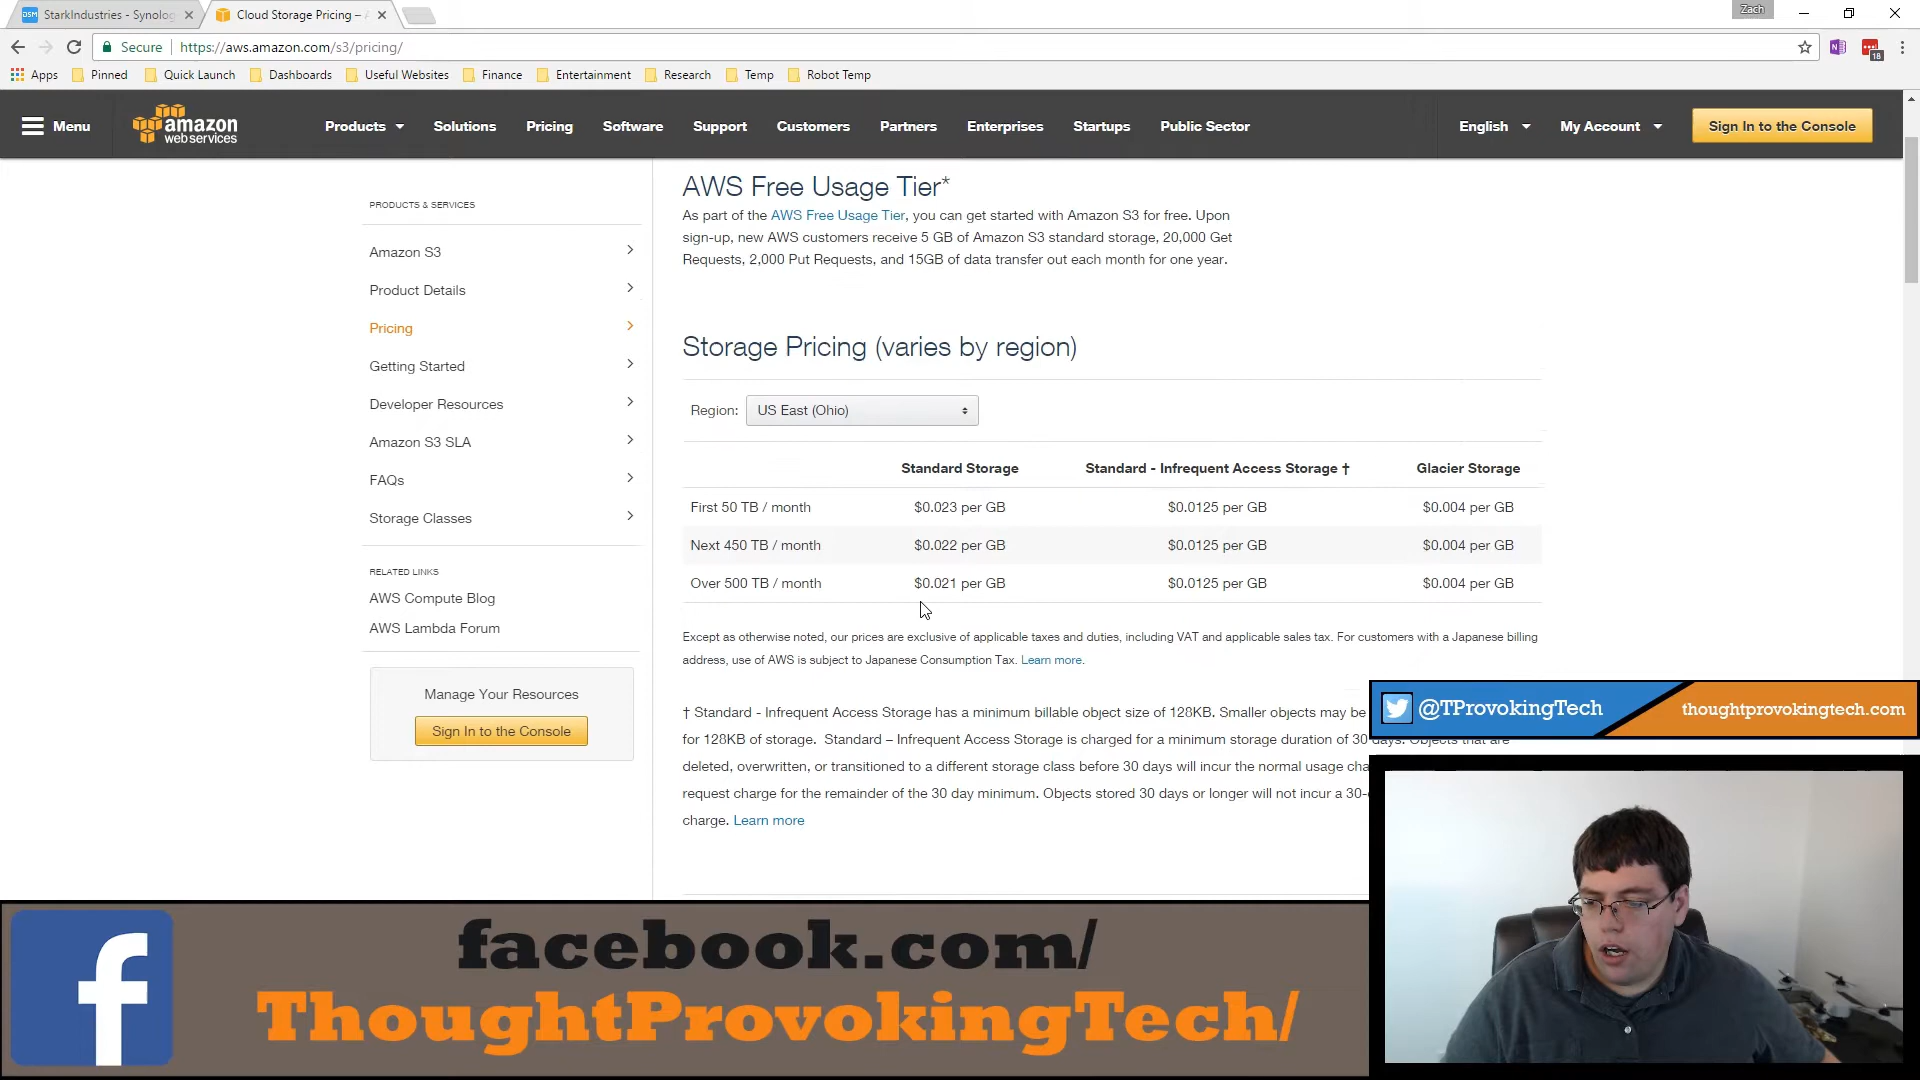 StarkIndustries - Synolog
Cloud Storage Pricing –
Zach
Secure
https://aws.amazon.com/s3/pricing/
18
Apps
Pinned
Quick Launch
Dashboards
Useful Websites
Finance
Entertainment
Research
Temp
Robot Temp
Menu
amazon
web services
Products
Solutions
Pricing
Software
Support
Customers
Partners
Enterprises
Startups
Public Sector
English
My Account
Sign In to the Console
PRODUCTS & SERVICES
Amazon S3
Product Details
Pricing
Getting Started
Developer Resources
Amazon S3 SLA
FAQs
Storage Classes
RELATED LINKS
AWS Compute Blog
AWS Lambda Forum
Manage Your Resources
Sign In to the Console
AWS Free Usage Tier*
As part of the AWS Free Usage Tier, you can get started with Amazon S3 for free. Upon
sign-up, new AWS customers receive 5 GB of Amazon S3 standard storage, 20,000 Get
Requests, 2,000 Put Requests, and 15GB of data transfer out each month for one year.
Storage Pricing (varies by region)
Region: US East (Ohio)
Standard Storage Standard - Infrequent Access Storage † Glacier Storage
First 50 TB / month $0.023 per GB $0.0125 per GB $0.004 per GB
Next 450 TB / month $0.022 per GB $0.0125 per GB $0.004 per GB
Over 500 TB / month $0.021 per GB $0.0125 per GB $0.004 per GB
Except as otherwise noted, our prices are exclusive of applicable taxes and duties, including VAT and applicable sales tax. For customers with a Japanese billing
address, use of AWS is subject to Japanese Consumption Tax. Learn more.
† Standard - Infrequent Access Storage has a minimum billable object size of 128KB. Smaller objects may be
for 128KB of storage. Standard – Infrequent Access Storage is charged for a minimum storage duration of 30 days. Objects that are
deleted, overwritten, or transitioned to a different storage class before 30 days will incur the normal usage cha
request charge for the remainder of the 30 day minimum. Objects stored 30 days or longer will not incur a 30-
charge. Learn more
@TProvokingTech
thoughtprovokingtech.com
f
facebook.com/
ThoughtProvokingTech/